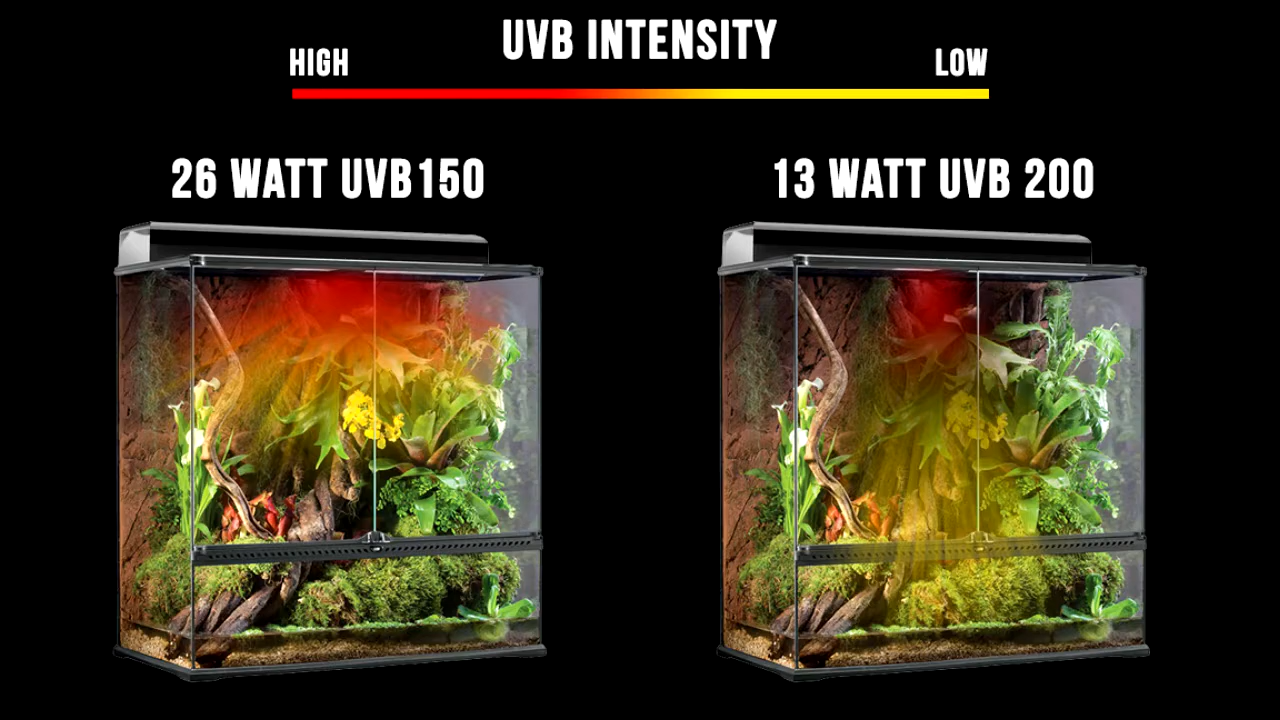 UVB INTENSITY
HIGH
LOW
26 WATT UVB150
13 WATT UVB 200